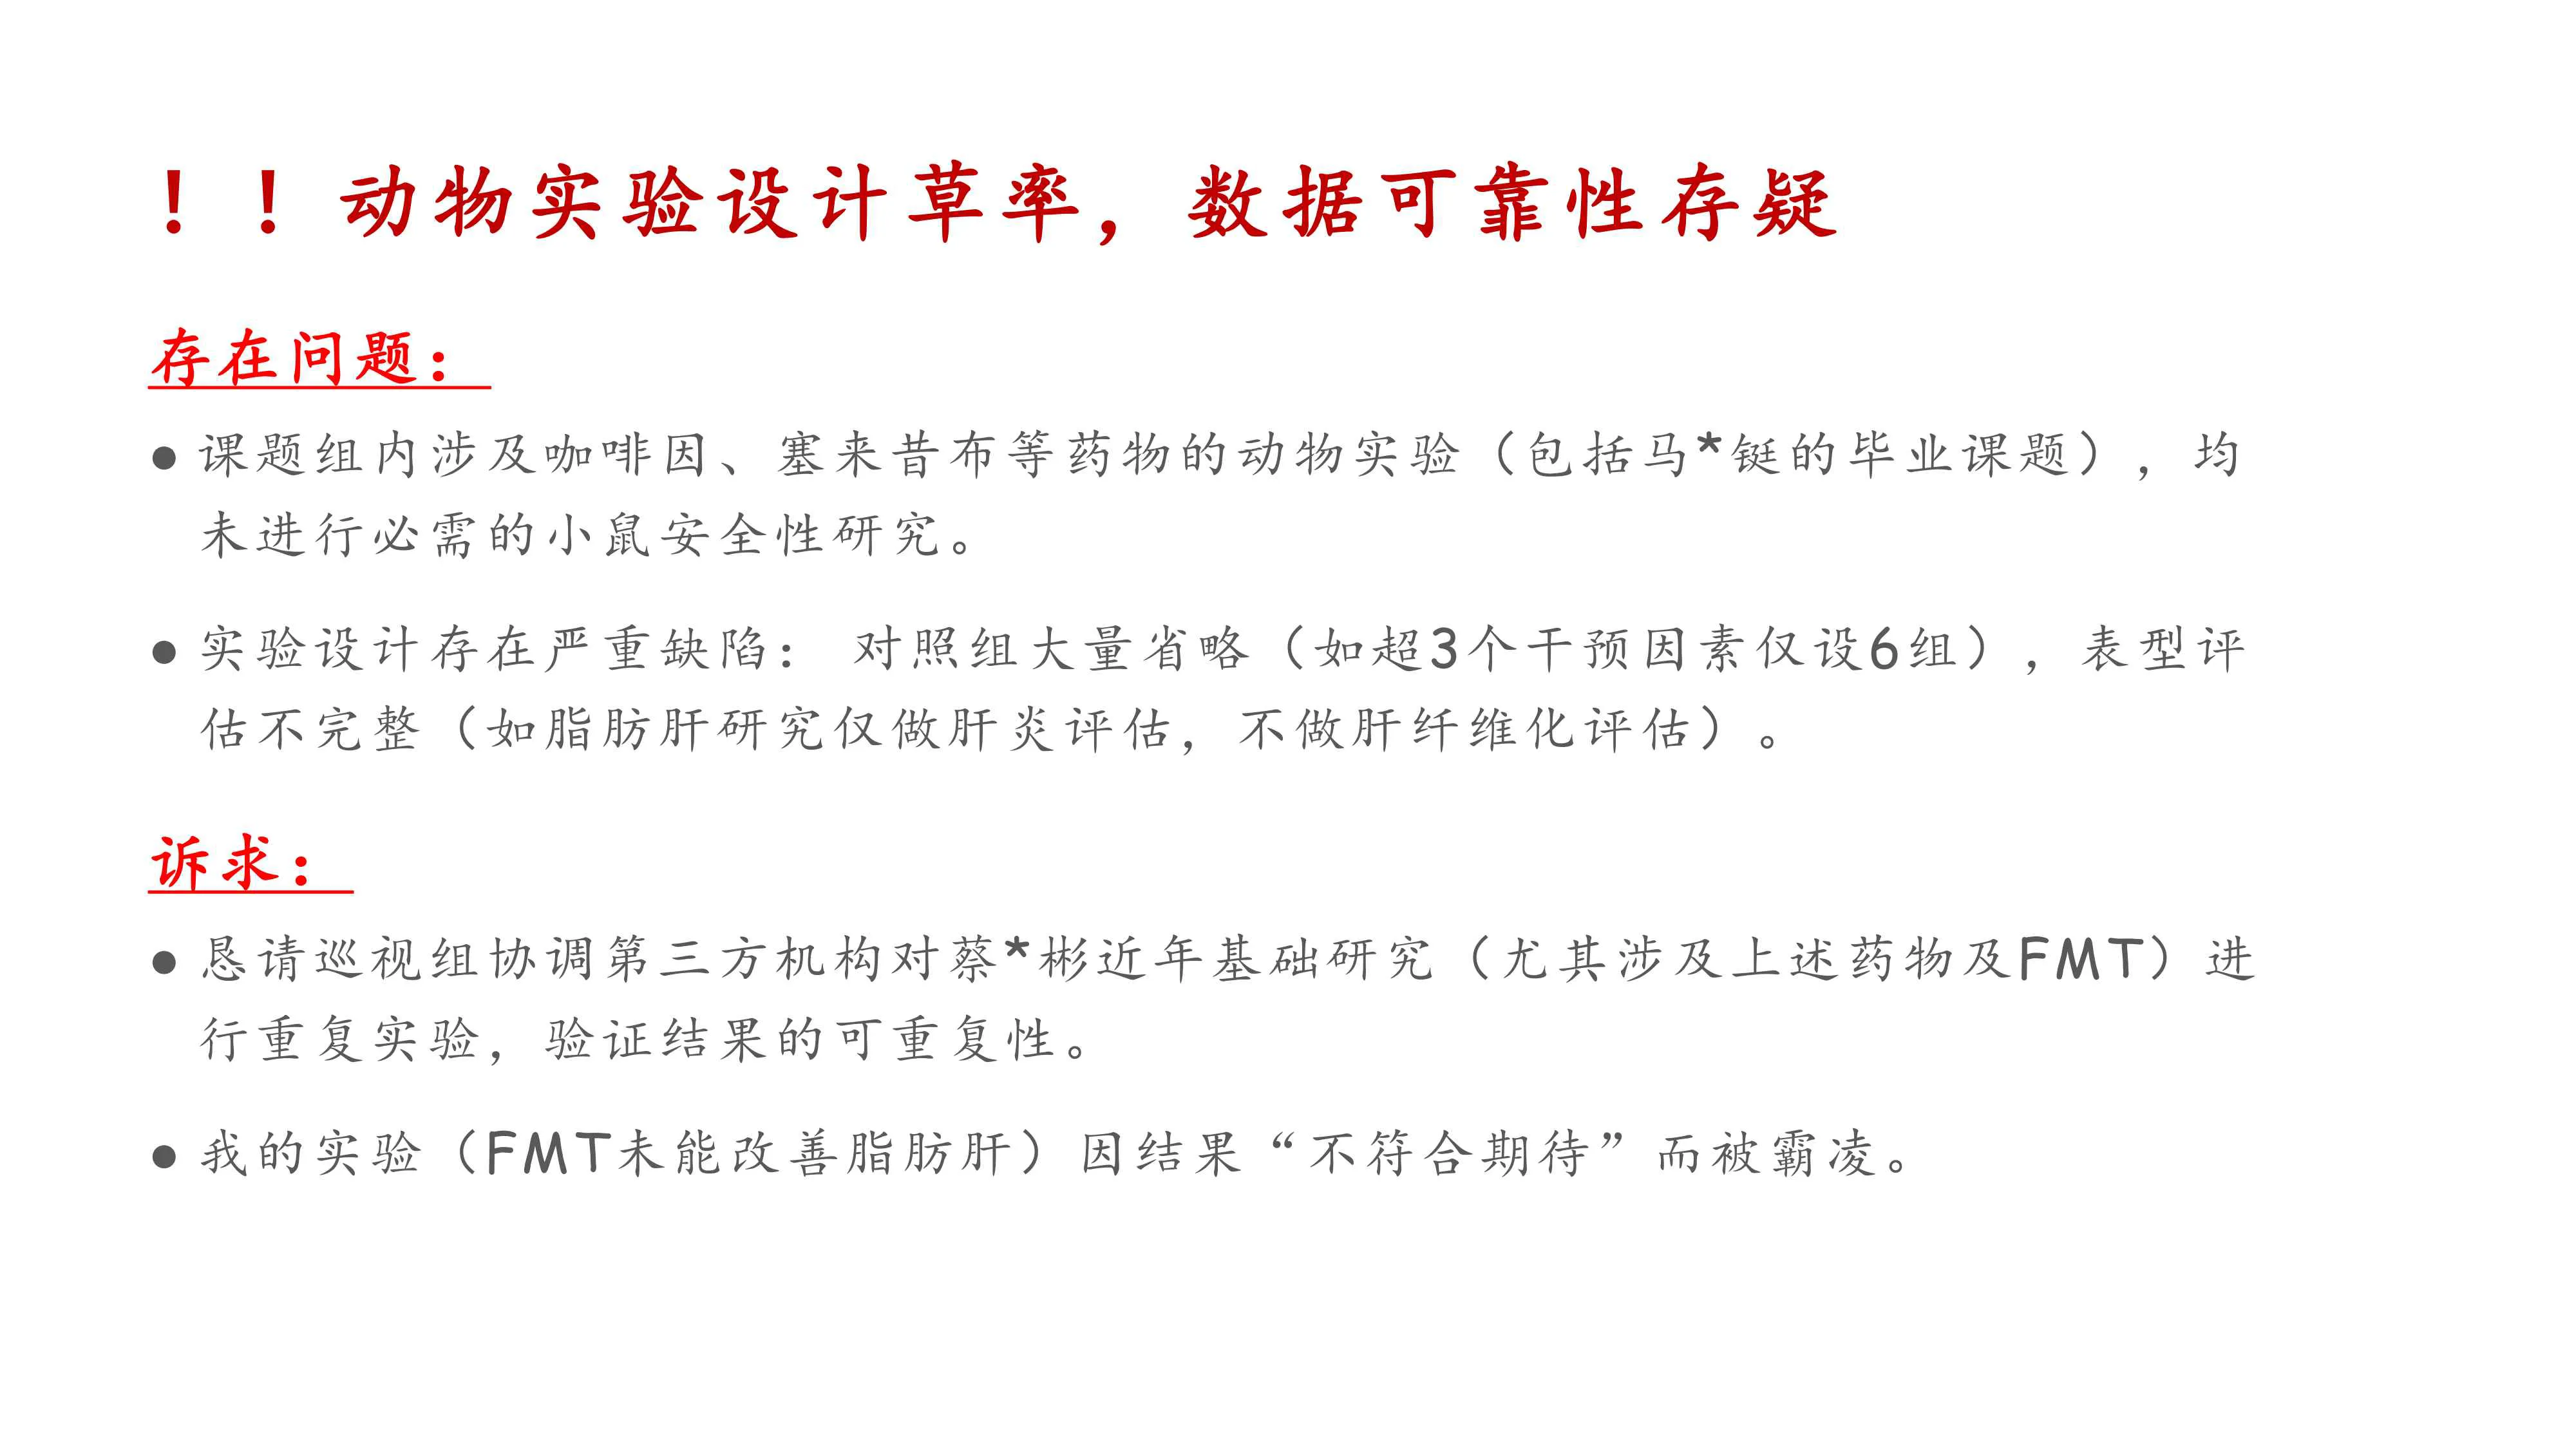 ！！动物实验设计草率，数据可靠性存疑
存在问题：
● 课题组内涉及咖啡因、塞来昔布等药物的动物实验（包括马*铤的毕业课题），均
未进行必需的小鼠安全性研究。
● 实验设计存在严重缺陷： 对照组大量省略（如超3个干预因素仅设6组），表型评
估不完整（如脂肪肝研究仅做肝炎评估，不做肝纤维化评估）。
诉求：
● 恳请巡视组协调第三方机构对蔡*彬近年基础研究（尤其涉及上述药物及FMT）进
行重复实验，验证结果的可重复性。
● 我的实验（FMT未能改善脂肪肝）因结果“不符合期待”而被霸凌。